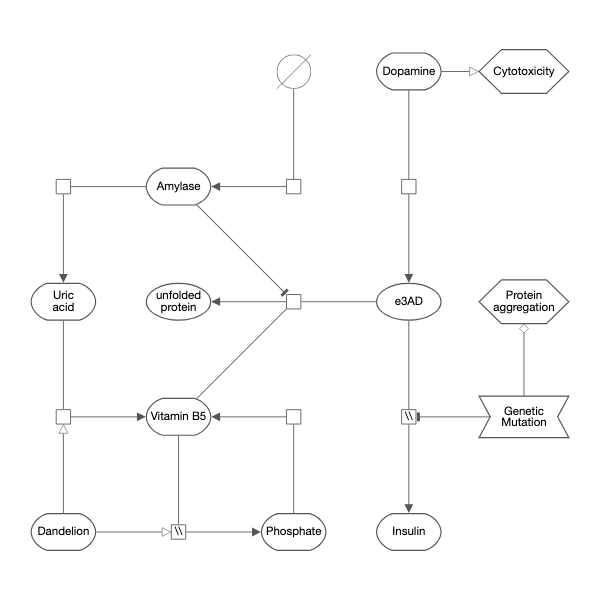 Dopamine
Cytotoxicity
Amylase
Uric
acid
unfolded
protein
e3AD
Protein
aggregation
Vitamin B5
\\
Genetic
Mutation
Dandelion
\\
Phosphate
Insulin